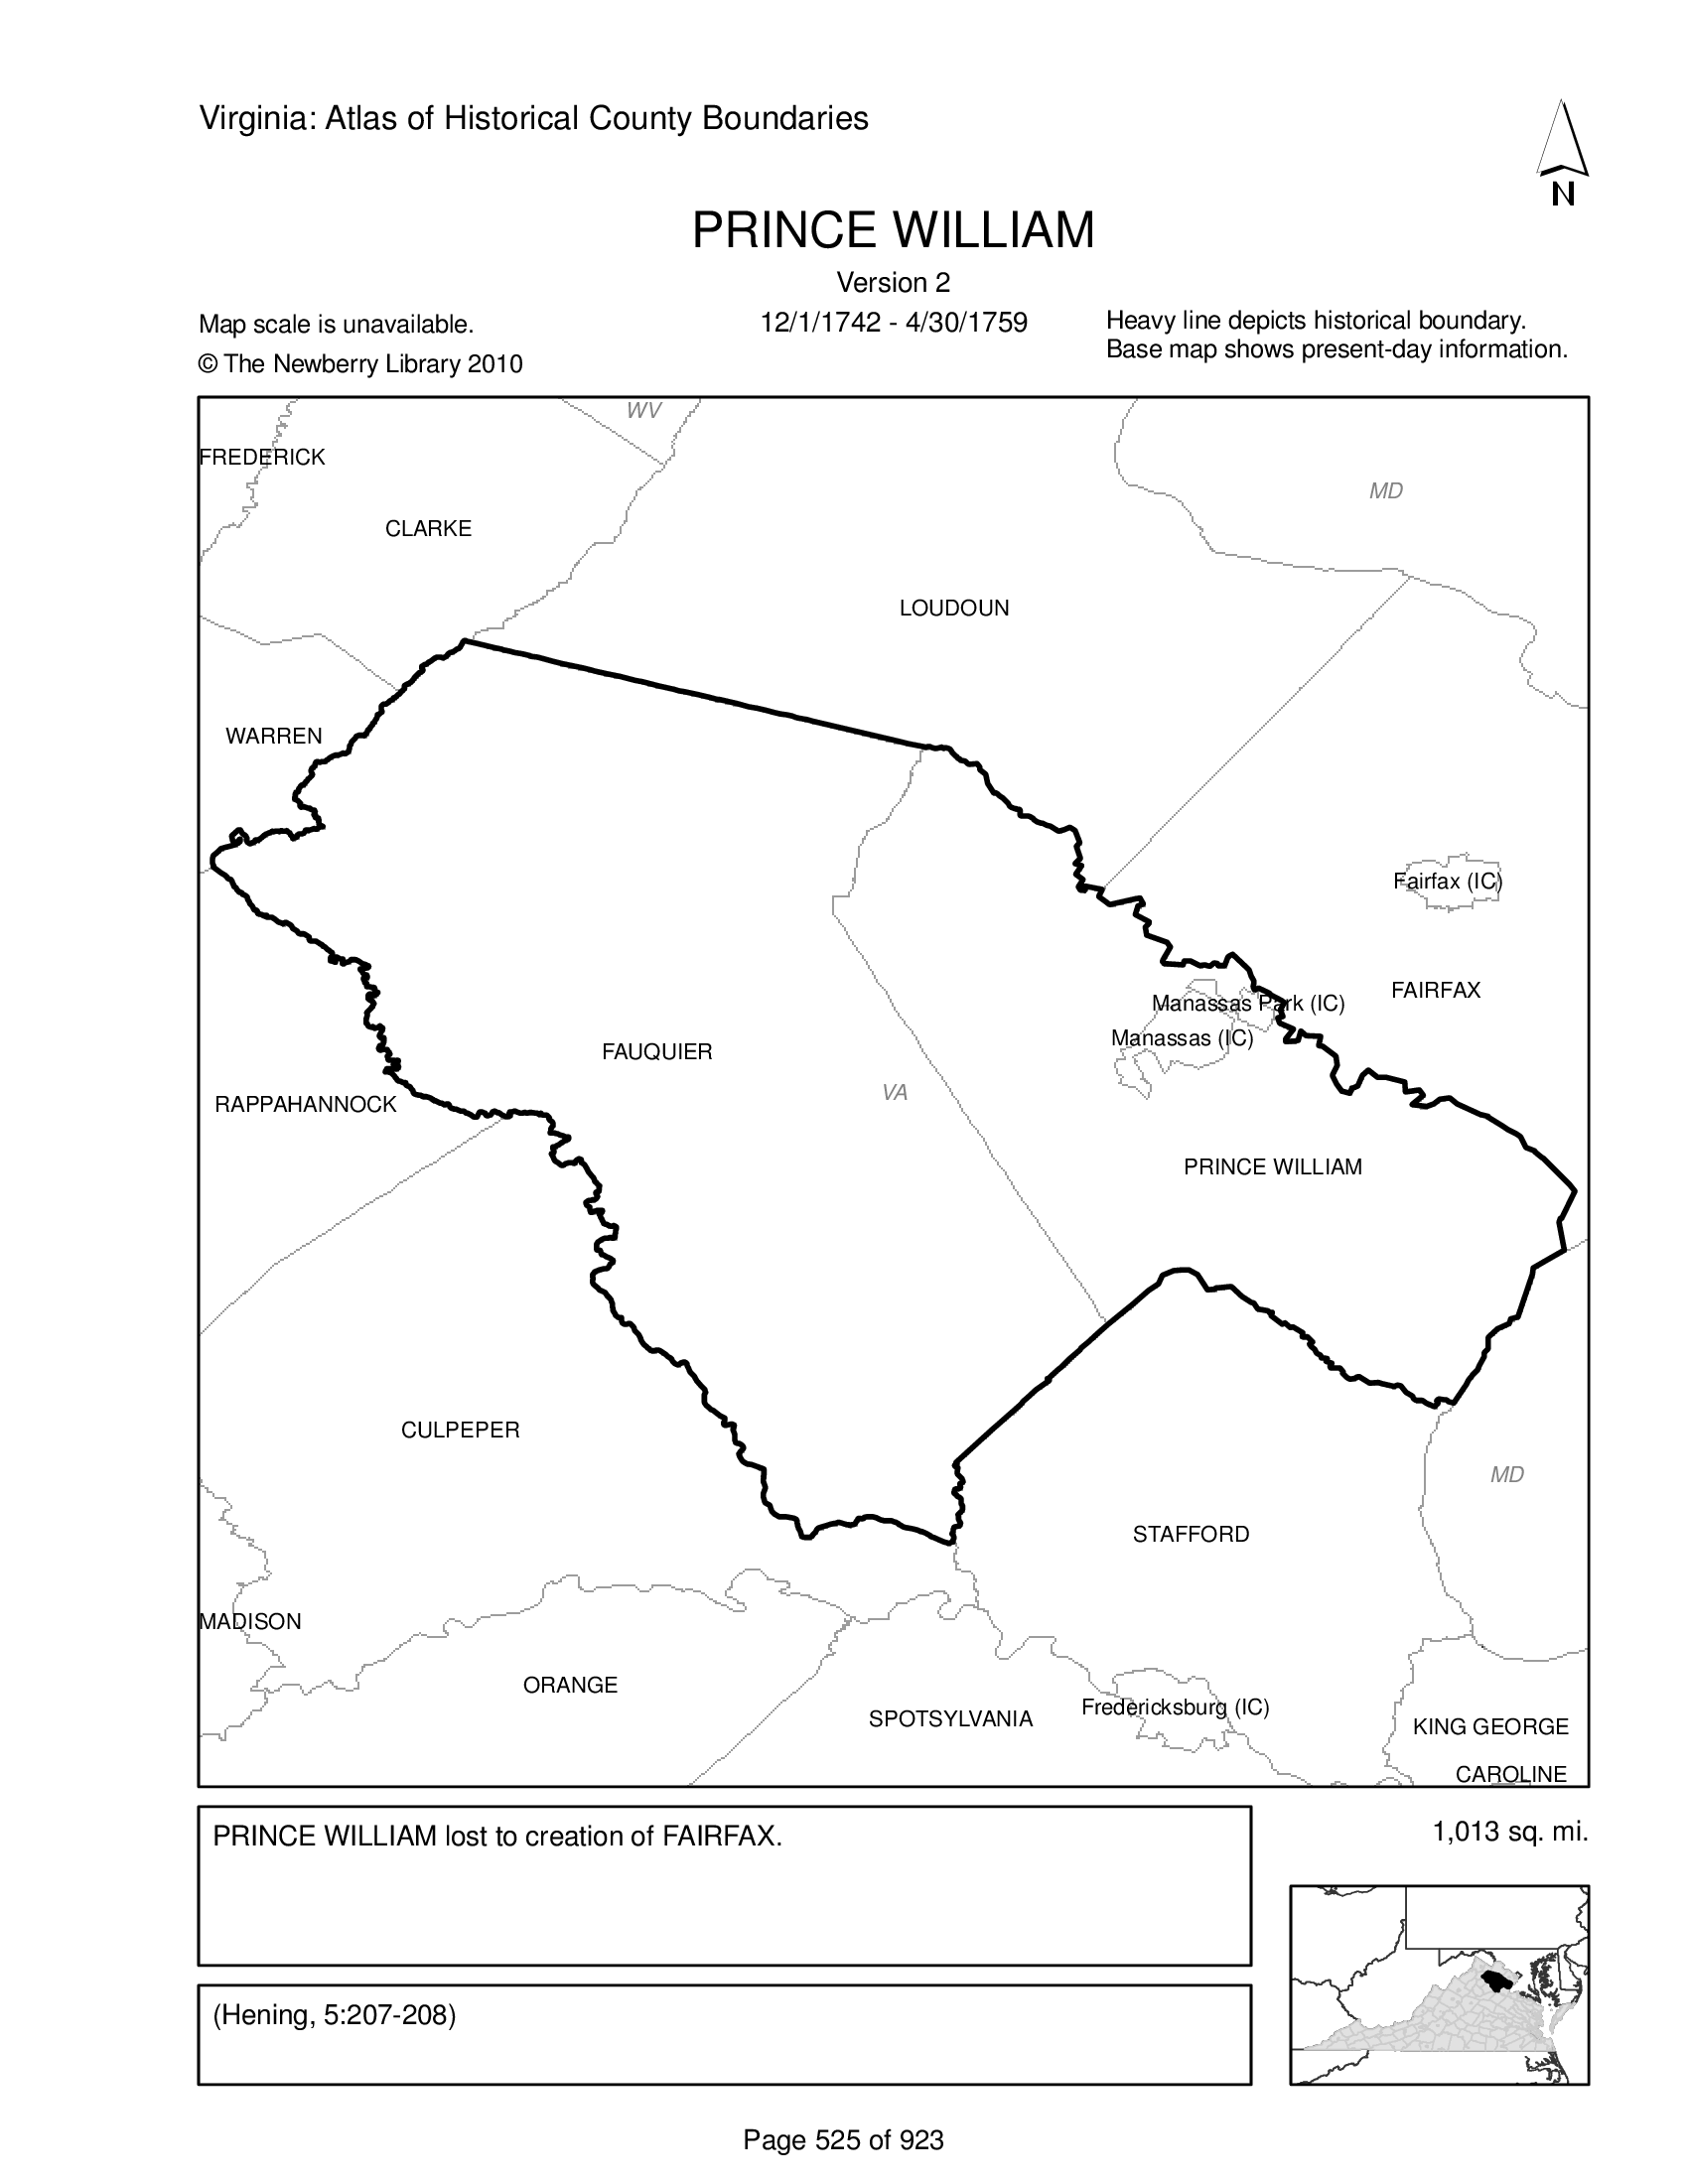 Virginia: Atlas of Historical County Boundaries
N
PRINCE WILLIAM
Version 2
12/1/1742 - 4/30/1759
Map scale is unavailable.
© The Newberry Library 2010
Heavy line depicts historical boundary.
Base map shows present-day information.
WV
FREDERICK
MD
CLARKE
LOUDOUN
WARREN
Fairfax (IC)
FAIRFAX
Manassas Park (IC)
Manassas (IC)
FAUQUIER
VA
RAPPAHANNOCK
PRINCE WILLIAM
CULPEPER
MD
STAFFORD
MADISON
ORANGE
SPOTSYLVANIA
Fredericksburg (IC)
KING GEORGE
CAROLINE
PRINCE WILLIAM lost to creation of FAIRFAX.
1,013 sq. mi.
(Hening, 5:207-208)
Page 525 of 923